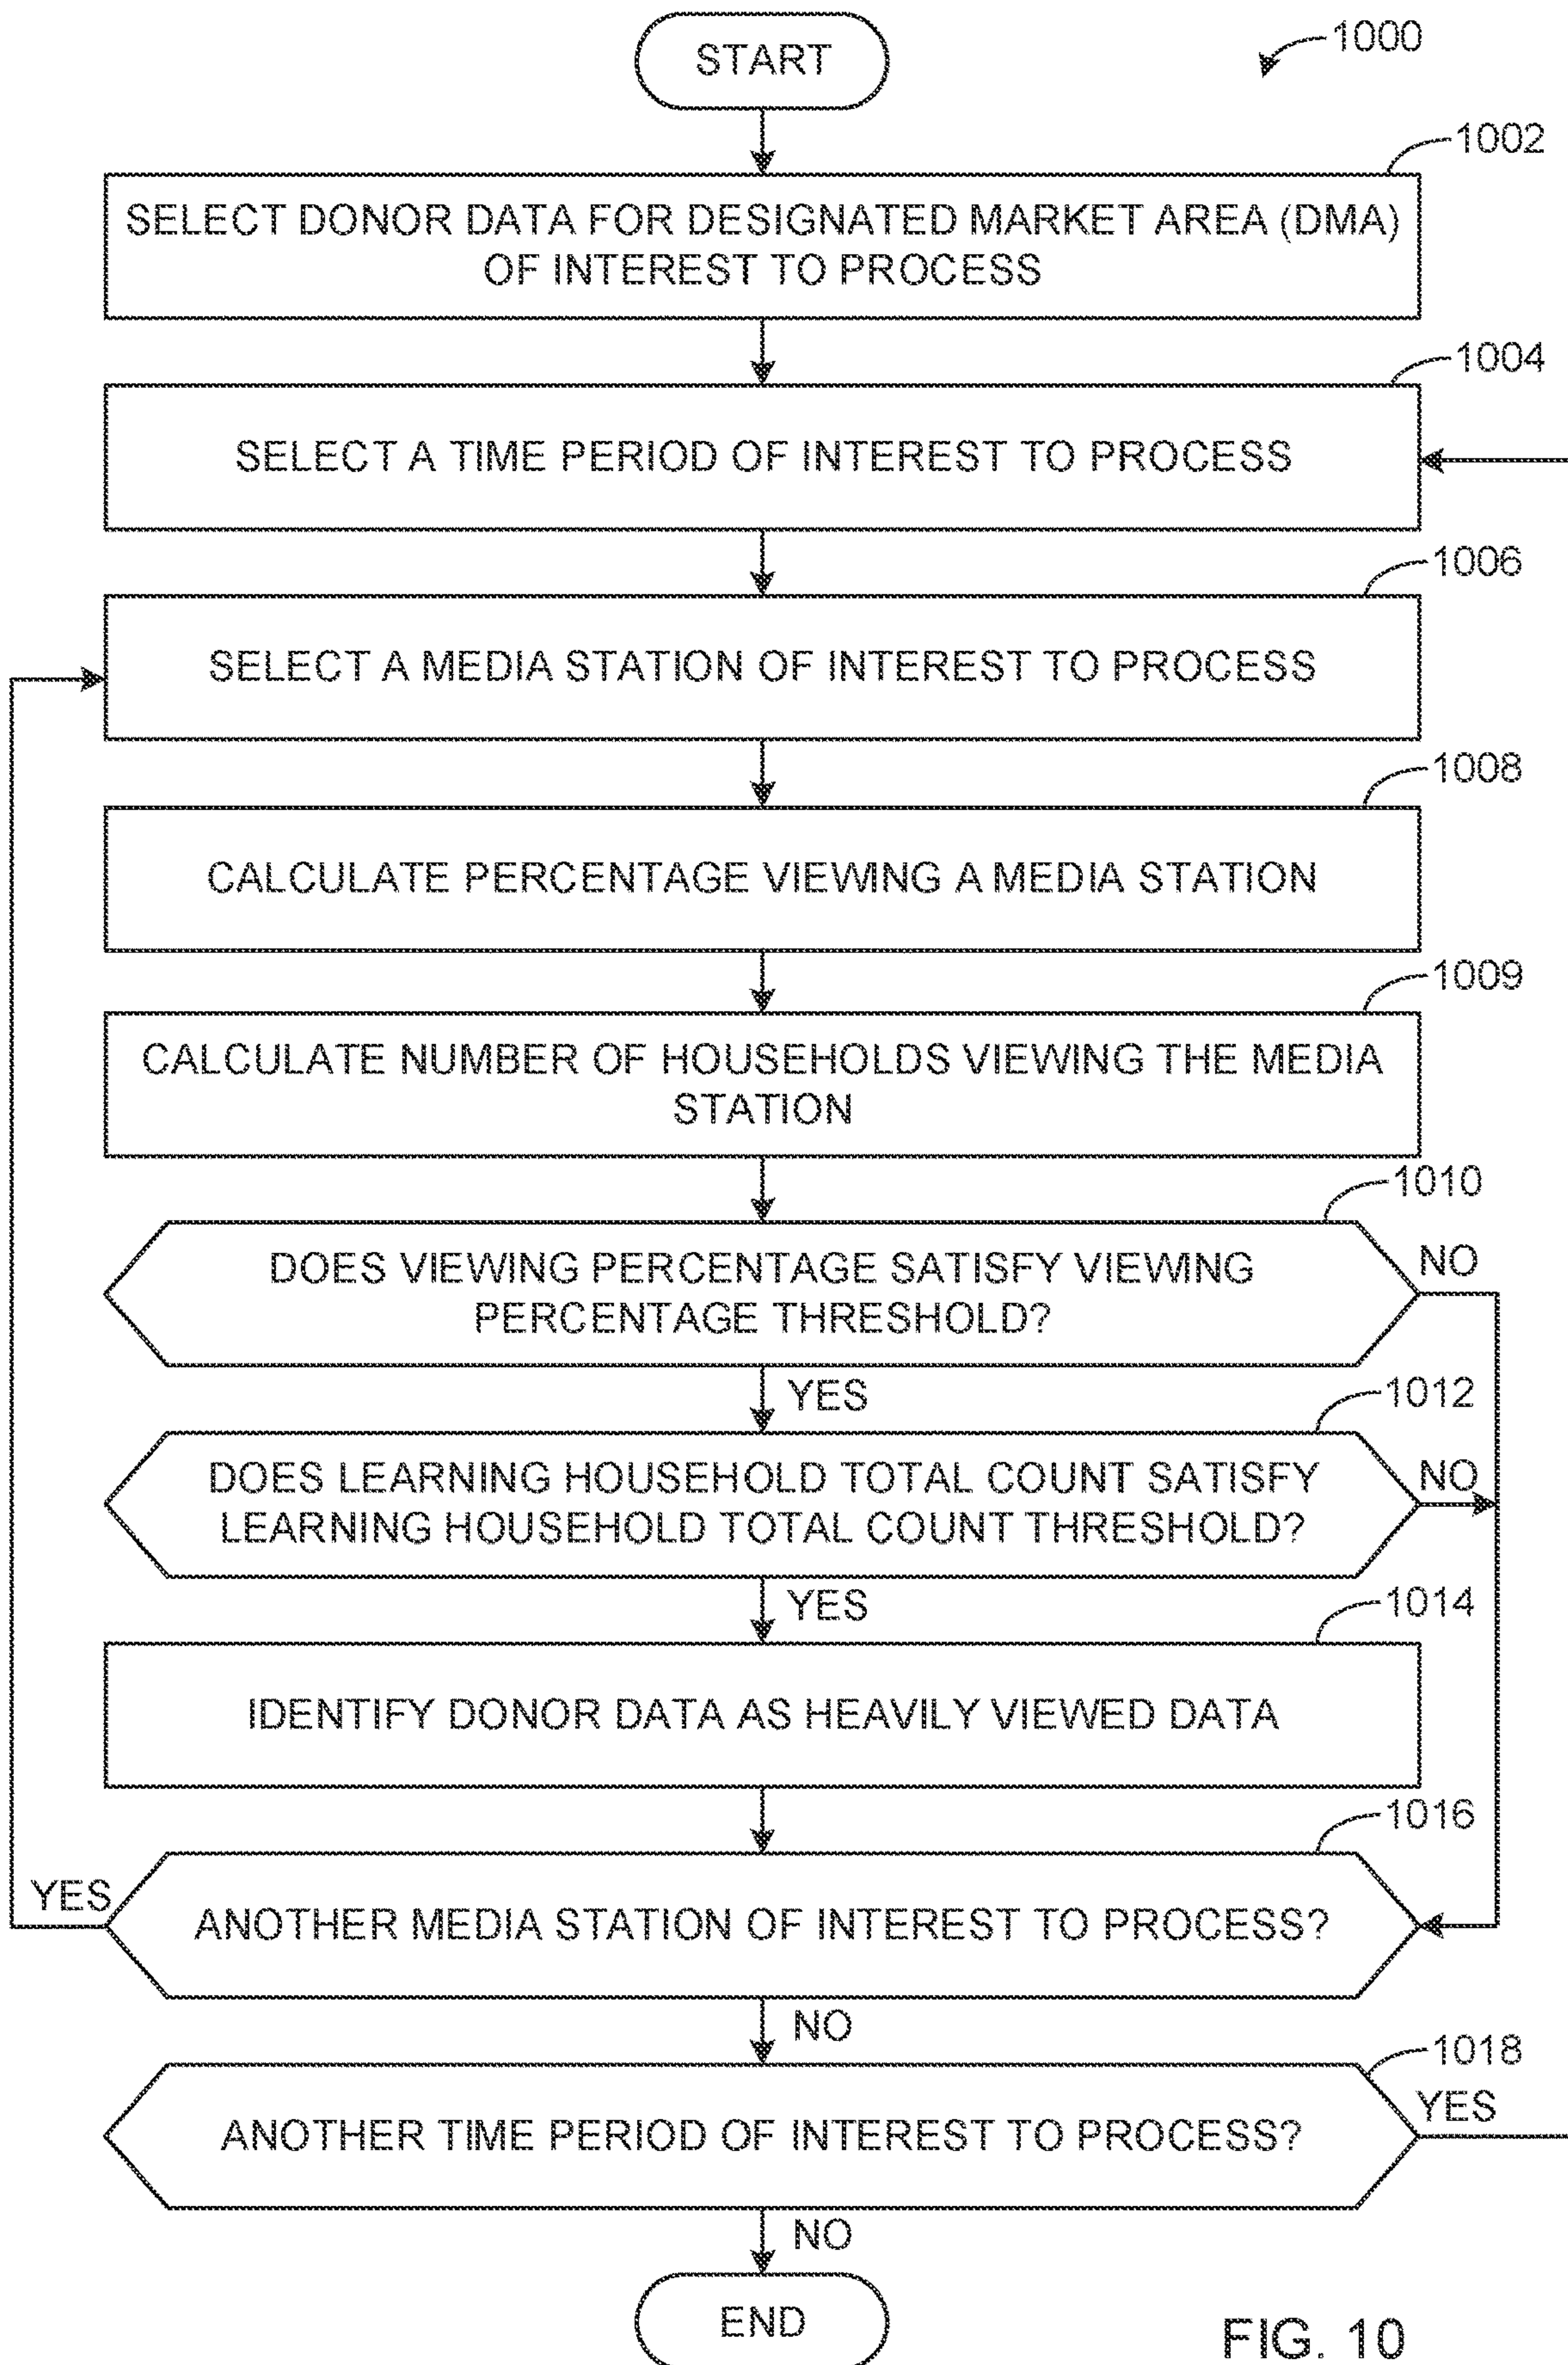 START
1000
1002
SELECT DONOR DATA FOR DESIGNATED MARKET AREA (DMA)
OF INTEREST TO PROCESS
1004
SELECT A TIME PERIOD OF INTEREST TO PROCESS
1006
SELECT A MEDIA STATION OF INTEREST TO PROCESS
1008
CALCULATE PERCENTAGE VIEWING A MEDIA STATION
1009
CALCULATE NUMBER OF HOUSEHOLDS VIEWING THE MEDIA
STATION
1010
DOES VIEWING PERCENTAGE SATISFY VIEWING
PERCENTAGE THRESHOLD?
NO
YES
1012
DOES LEARNING HOUSEHOLD TOTAL COUNT SATISFY
LEARNING HOUSEHOLD TOTAL COUNT THRESHOLD?
NO
YES
1014
IDENTIFY DONOR DATA AS HEAVILY VIEWED DATA
1016
YES
ANOTHER MEDIA STATION OF INTEREST TO PROCESS?
NO
1018
ANOTHER TIME PERIOD OF INTEREST TO PROCESS?
YES
NO
END
FIG. 10